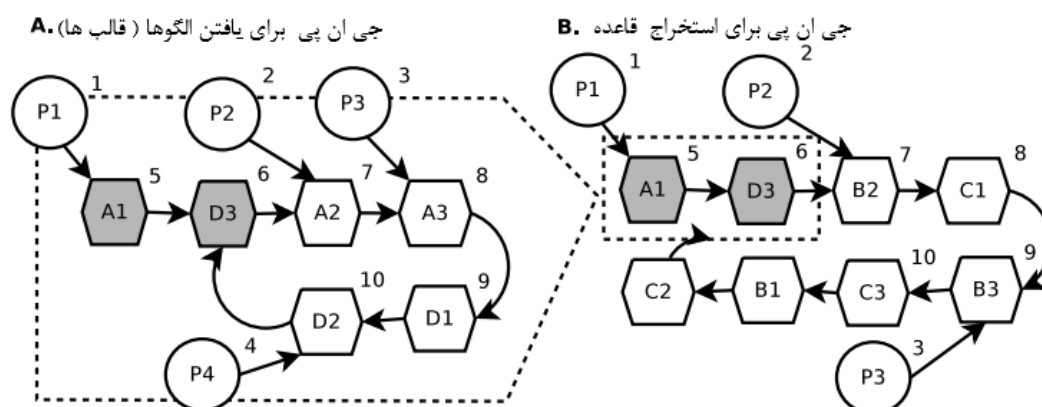 A. جی ان پی برای یافتن الگوها ( قالب ها)
P1 1
P2 2
P3 3
A1 5
D3 6
A2 7
A3 8
D2 10
D1 9
P4 4
B. جی ان پی برای استخراج قاعده
P1 1
P2 2
A1 5
D3 6
B2 7
C1 8
C2
B1
C3 10
B3 9
P3 3